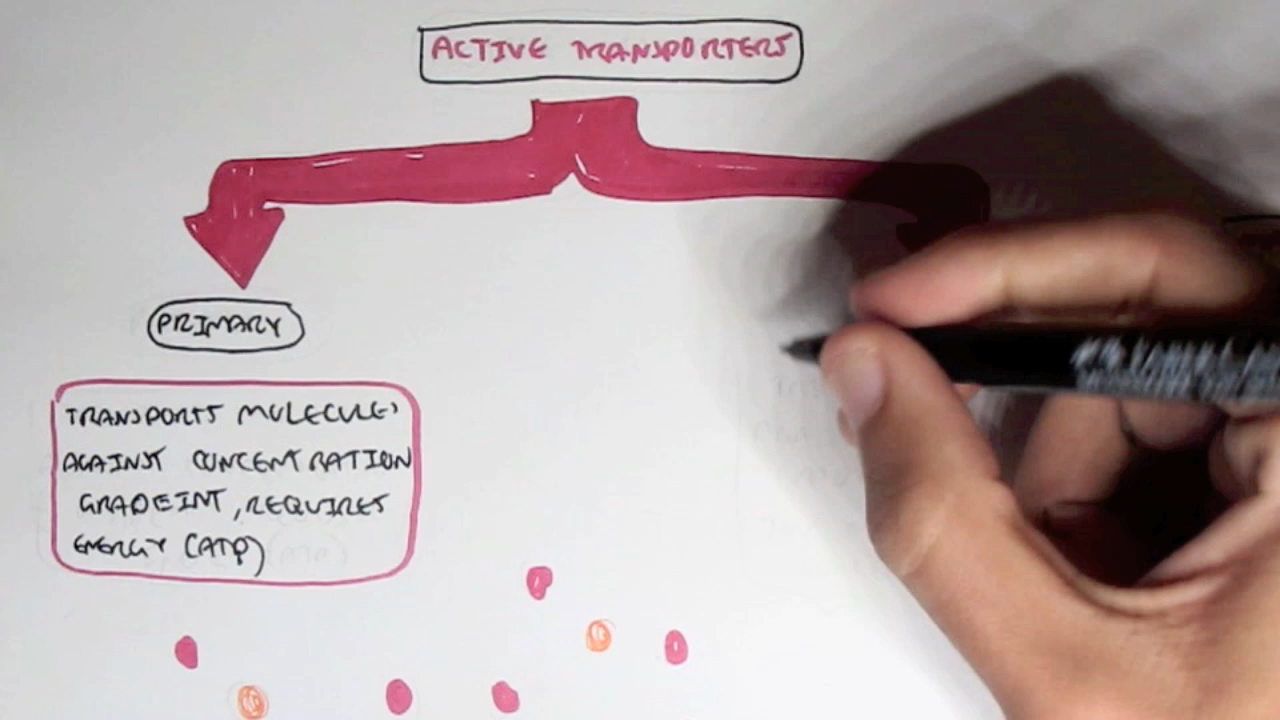 ACTIVE TRANSPORTERS
PRIMARY
TRANSPORTS MOLECULES
AGAINST CONCENTRATION
GRADEINT, REQUIRES
ENERGY (ATP)